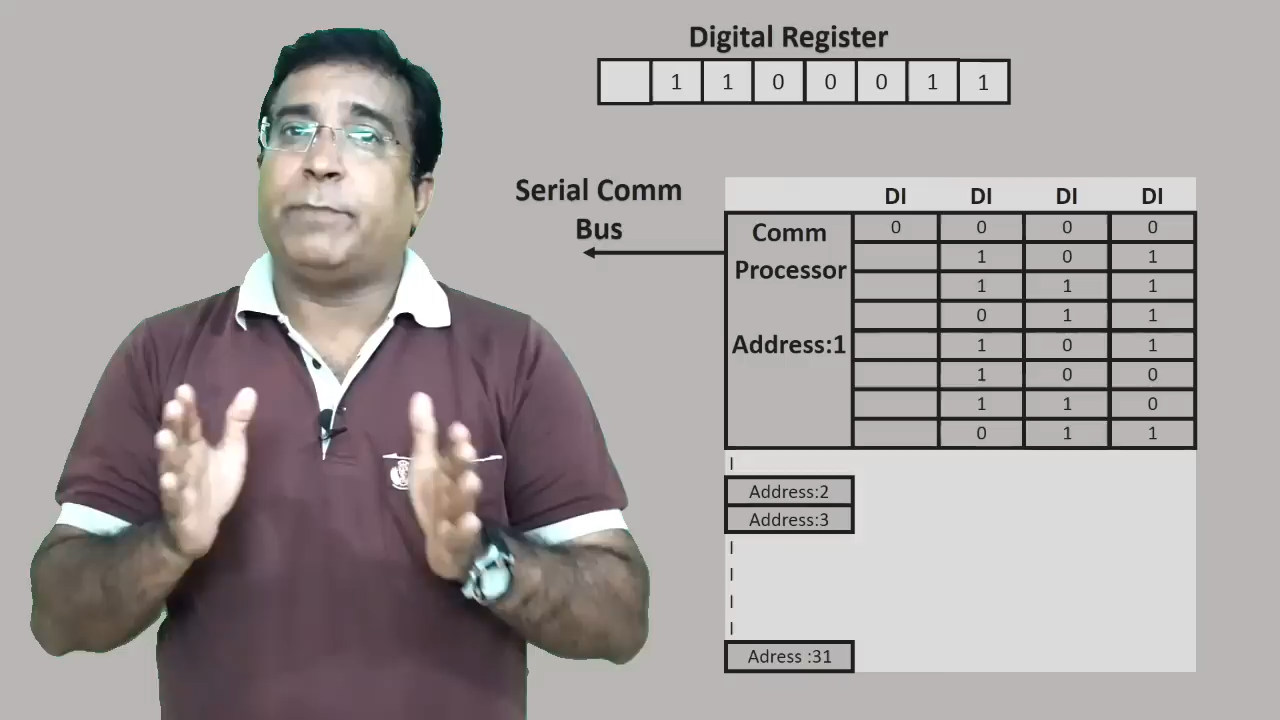 Digital Register
1 1 0 0 0 1 1
Serial Comm
Bus
DI DI DI DI
Comm
Processor
Address:1
0 0 0 0
1 0 1
1 1 1
0 1 1
1 0 1
1 0 0
1 1 0
0 1 1
Address:2
Address:3
Adress :31